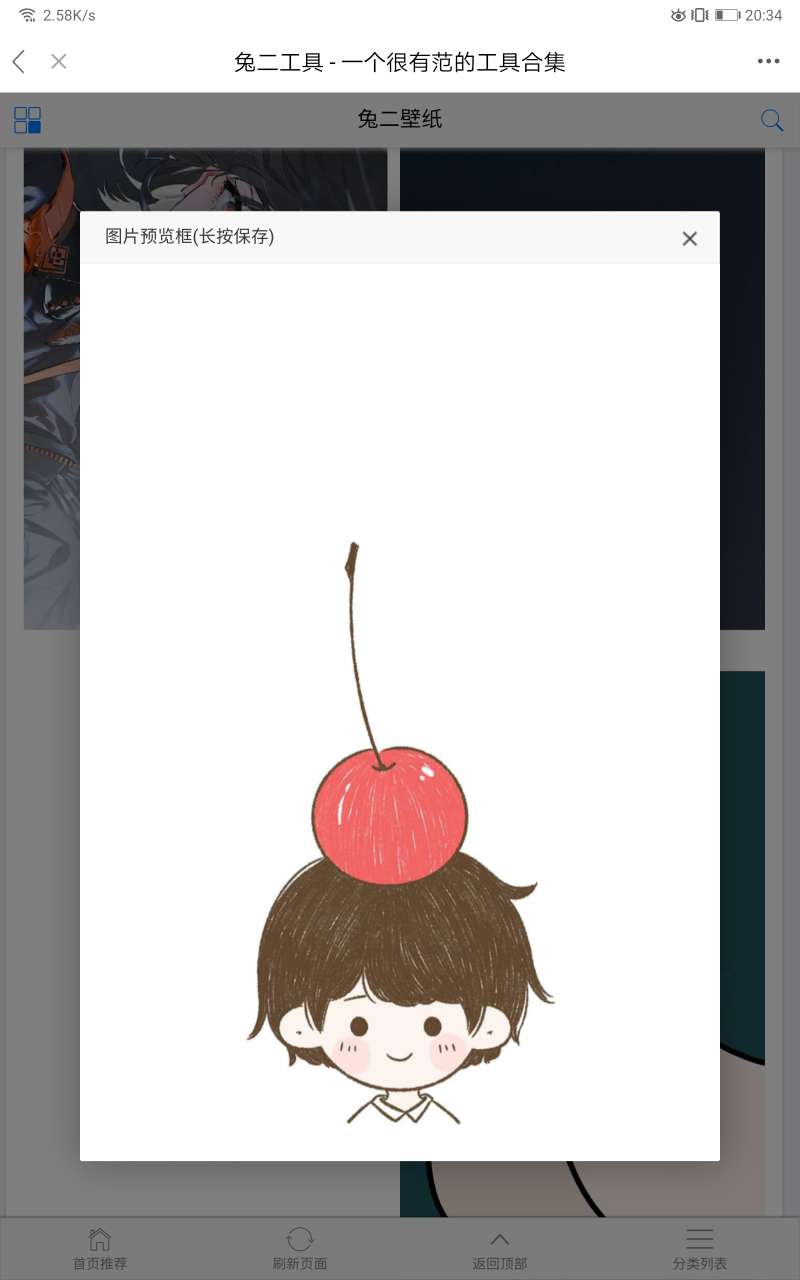 2.58K/s
20:34
兔二工具 - 一个很有范的工具合集
兔二壁纸
图片预览框(长按保存)
首页推荐
刷新页面
返回顶部
分类列表